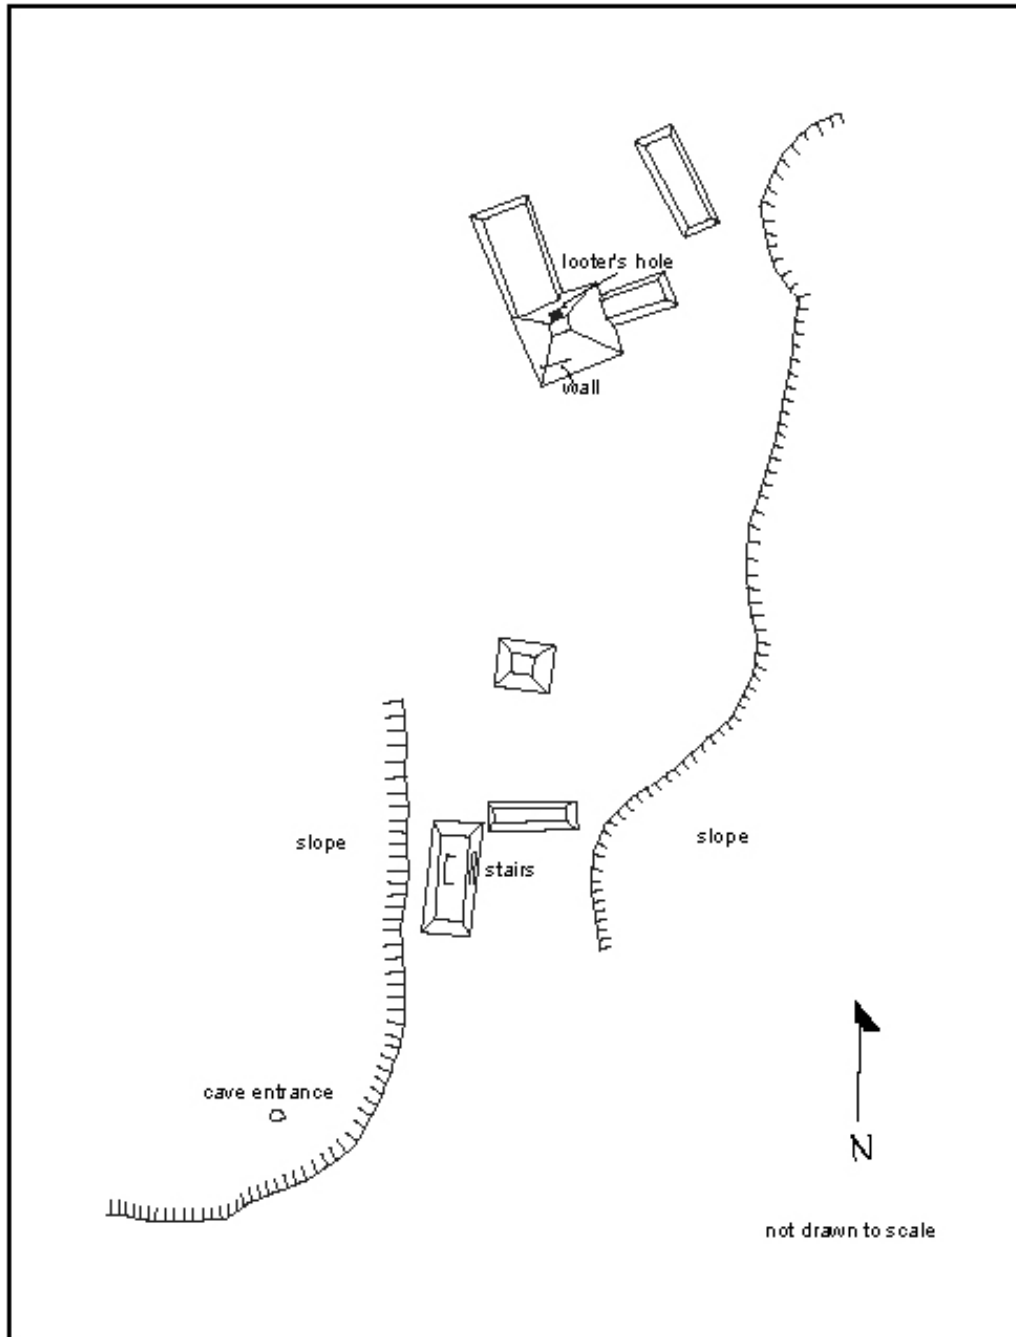 looter's hole
wall
slope
slope
stairs
cave entrance
N
not drawn to scale